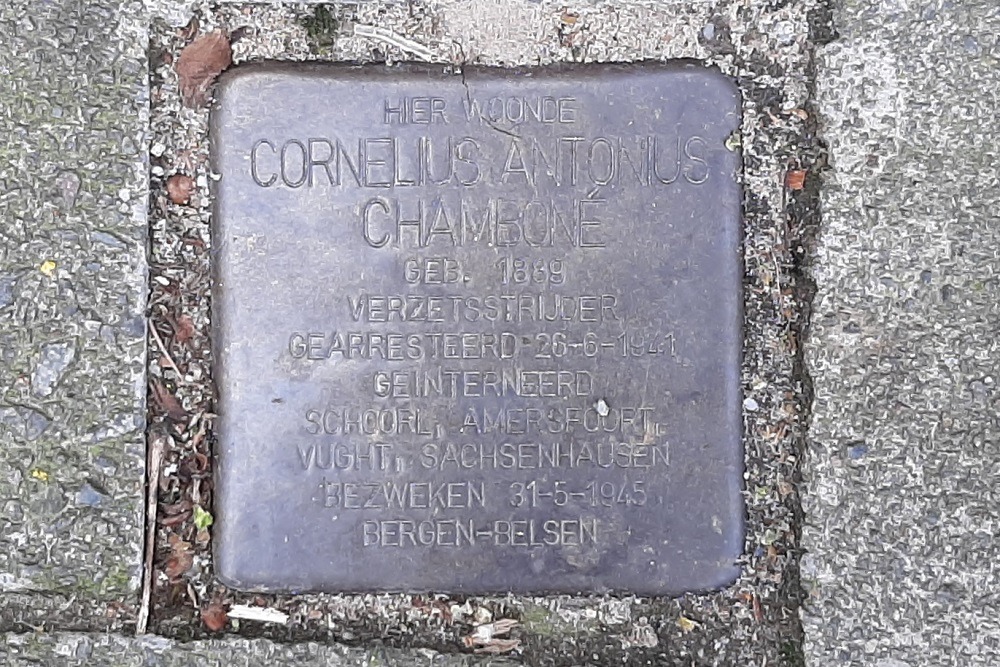 HIER WOONDE
CORNELIUS ANTONIUS
CHAMBONÉ
GEB. 1889
VERZETSSTRIJDER
GEARRESTEERD 26-6-1941
GEINTERNEERD
SCHOORL, AMERSFOORT,
VUGHT, SACHSENHAUSEN
BEZWEKEN 31-5-1945
BERGEN-BELSEN